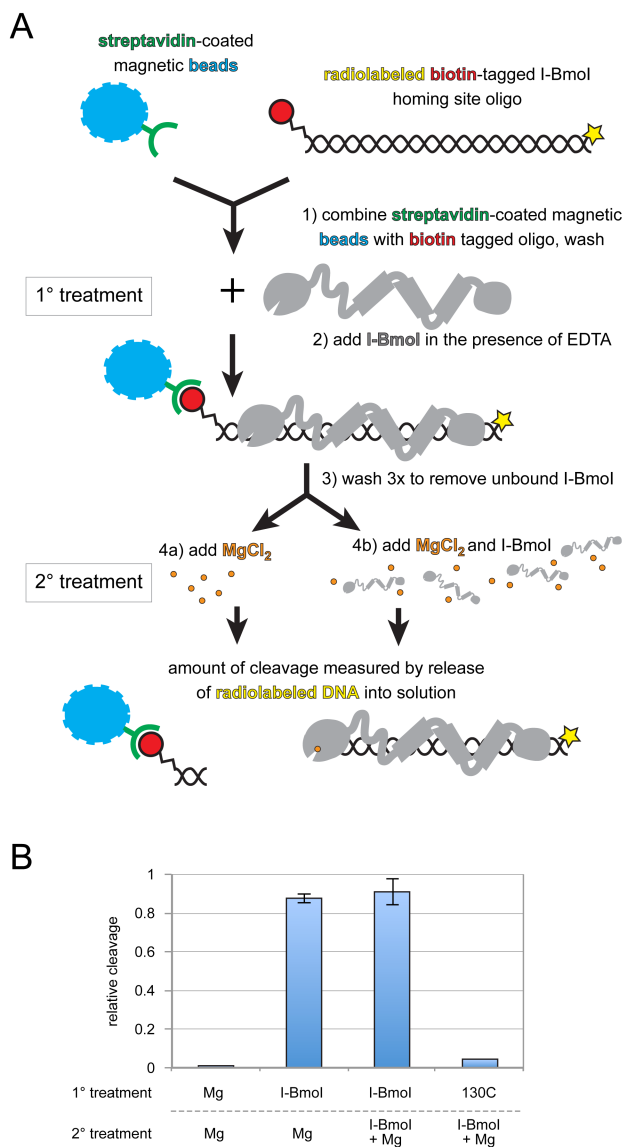 A
streptavidin-coated
magnetic beads
radiolabeled biotin-tagged I-BmoI
homing site oligo
1) combine streptavidin-coated magnetic
beads with biotin tagged oligo, wash
1° treatment
+
2) add I-BmoI in the presence of EDTA
3) wash 3x to remove unbound I-BmoI
4a) add MgCl2
4b) add MgCl2 and I-BmoI
2° treatment
amount of cleavage measured by release
of radiolabeled DNA into solution
B
relative cleavage
1
0.8
0.6
0.4
0.2
0
1° treatment Mg I-BmoI I-BmoI 130C
2° treatment Mg Mg I-BmoI + Mg I-BmoI + Mg